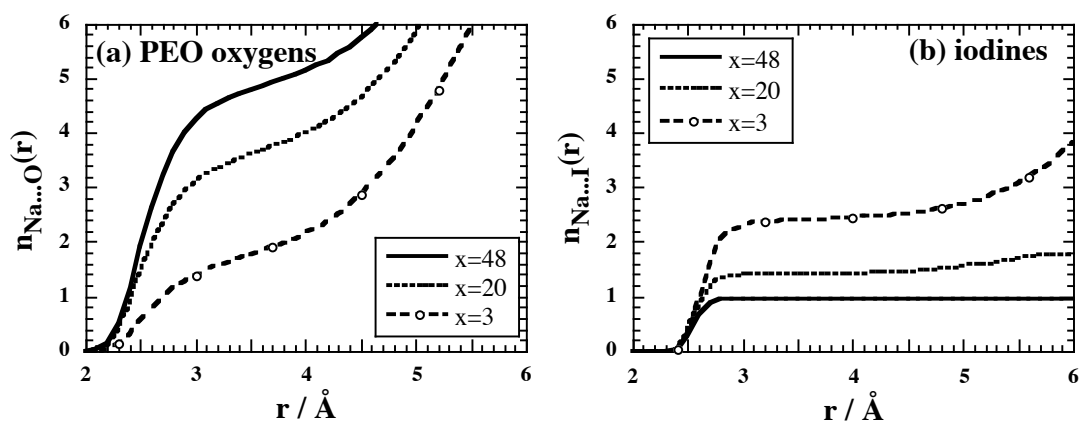 (a) PEO oxygens
6
5
4
3
2
1
0
n_Na...O(r)
x=48
x=20
x=3
2 3 4 5 6
r / Å
(b) iodines
x=48
x=20
x=3
6
5
4
3
2
1
0
n_Na...I(r)
2 3 4 5 6
r / Å